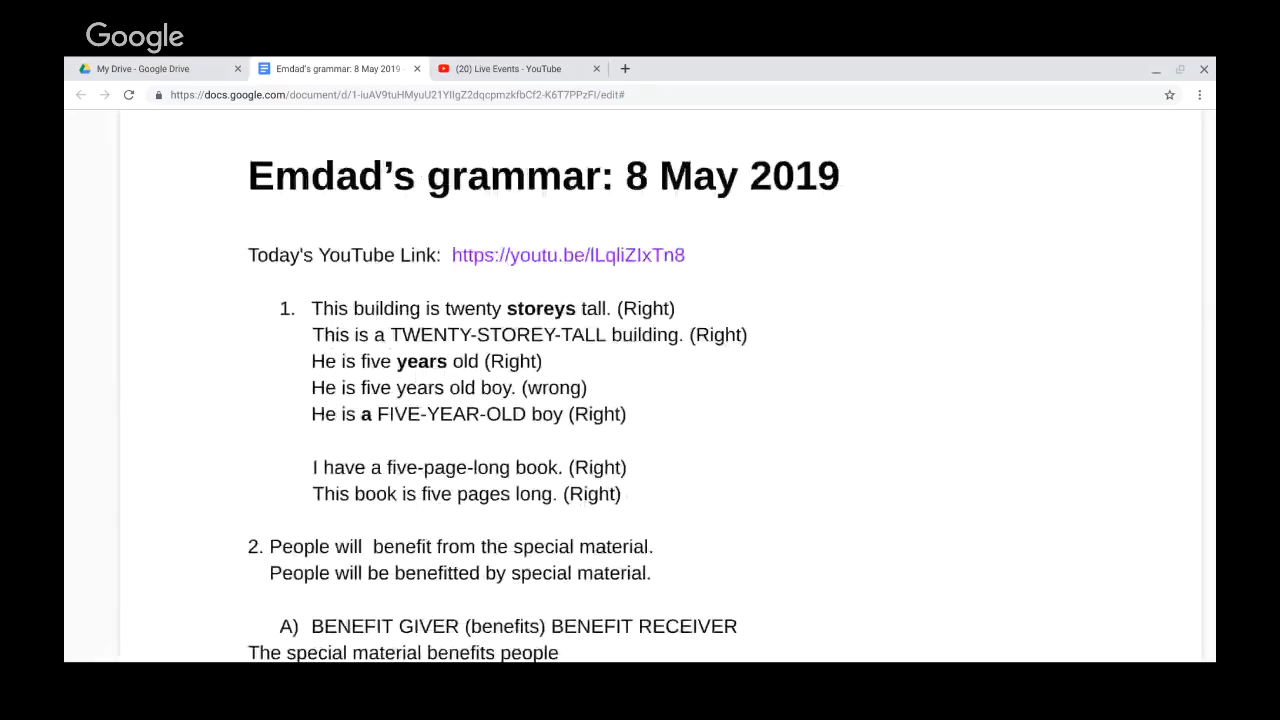 Google
My Drive - Google Drive
Emdad's grammar: 8 May 2019
(20) Live Events - YouTube
https://docs.google.com/document/d/1-iuAV9tuHMyuU21YIIgZ2dqcpmzkfbCf2-K6T7PPzFI/edit#
Emdad’s grammar: 8 May 2019
Today's YouTube Link: https://youtu.be/lLqliZIxTn8
1. This building is twenty storeys tall. (Right)
This is a TWENTY-STOREY-TALL building. (Right)
He is five years old (Right)
He is five years old boy. (wrong)
He is a FIVE-YEAR-OLD boy (Right)
I have a five-page-long book. (Right)
This book is five pages long. (Right)
2. People will benefit from the special material.
People will be benefitted by special material.
A) BENEFIT GIVER (benefits) BENEFIT RECEIVER
The special material benefits people